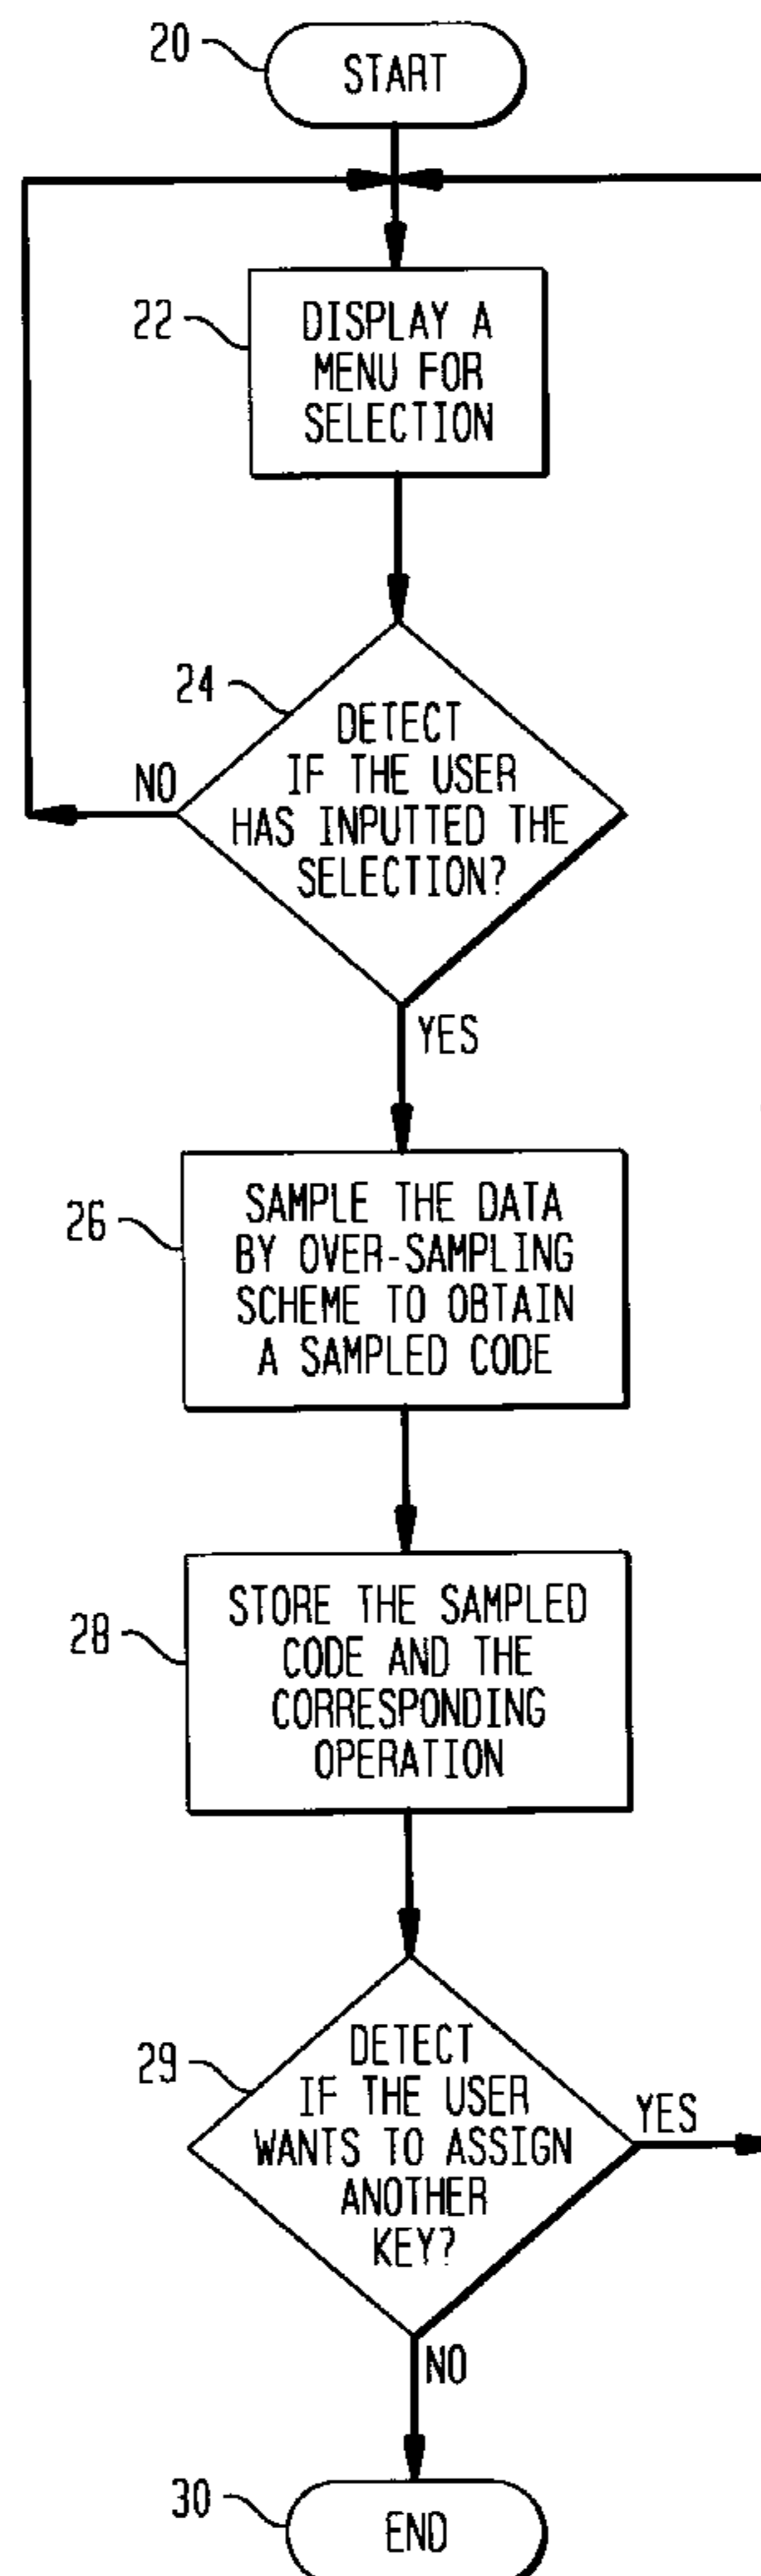 20
START
22
DISPLAY A
MENU FOR
SELECTION
24
DETECT
IF THE USER
HAS INPUTTED THE
SELECTION?
NO
YES
26
SAMPLE THE DATA
BY OVER-SAMPLING
SCHEME TO OBTAIN
A SAMPLED CODE
28
STORE THE SAMPLED
CODE AND THE
CORRESPONDING
OPERATION
29
DETECT
IF THE USER
WANTS TO ASSIGN
ANOTHER
KEY?
YES
NO
30
END